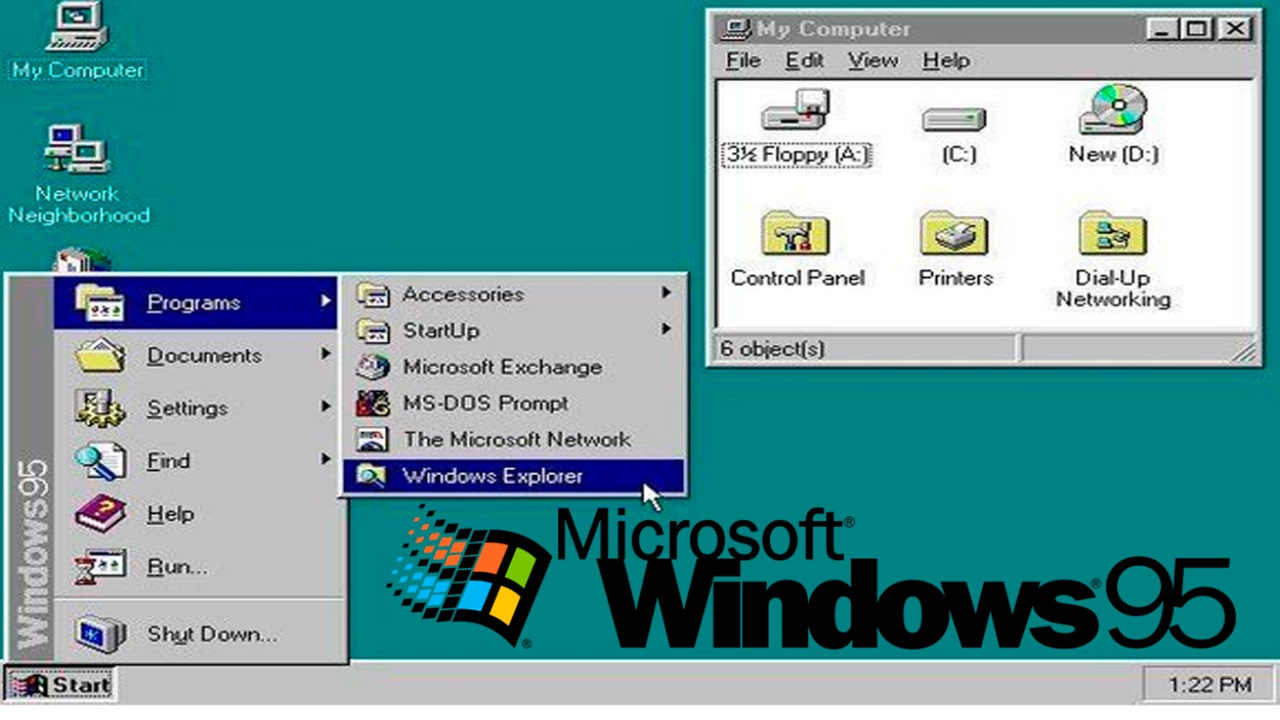 My Computer
Network
Neighborhood
My Computer
File Edit View Help
3½ Floppy (A:) (C:) New (D:)
Control Panel Printers Dial-Up
Networking
6 object(s)
Programs
Documents
Settings
Find
Help
Run...
Shut Down...
Windows95
Accessories
StartUp
Microsoft Exchange
MS-DOS Prompt
The Microsoft Network
Windows Explorer
Microsoft®
Windows®95
®
Start
1:22 PM